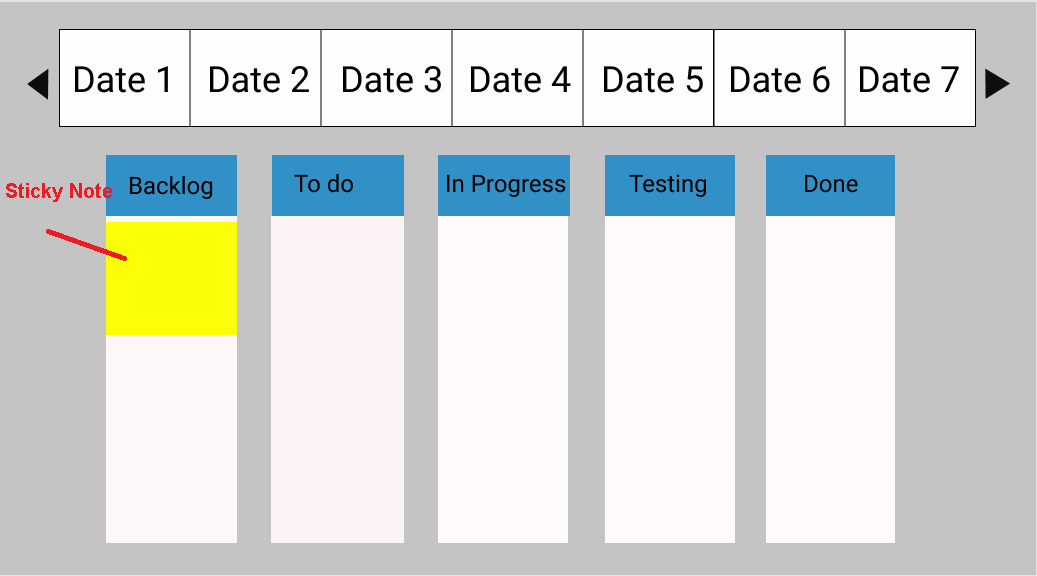 Date 1 Date 2 Date 3 Date 4 Date 5 Date 6 Date 7
Sticky Note
Backlog To do In Progress Testing Done